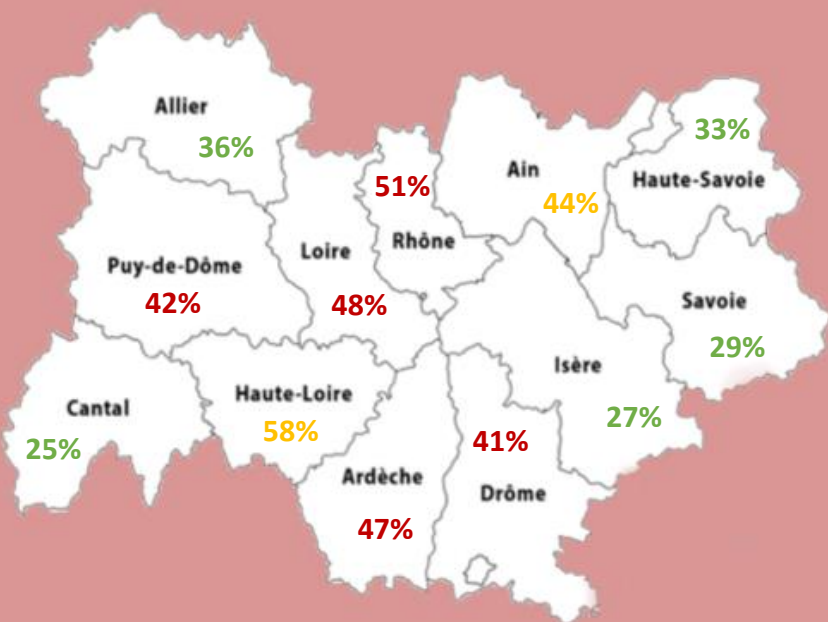 Allier
36%
33%
Haute-Savoie
Ain
44%
51%
Rhône
Loire
48%
Puy-de-Dôme
42%
Savoie
29%
Isère
27%
Haute-Loire
58%
Cantal
25%
41%
Drôme
Ardèche
47%